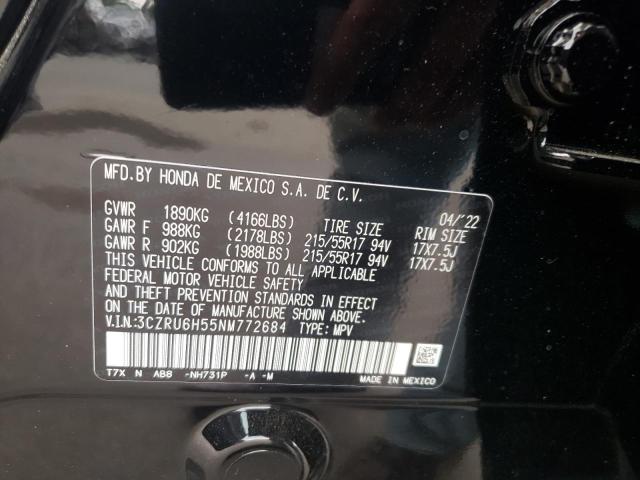 MFD.BY HONDA DE MEXICO S.A. DE C.V.
04/'22
GVWR 1890KG (4166LBS) TIRE SIZE RIM SIZE
GAWR F 988KG (2178LBS) 215/55R17 94V 17X7.5J
GAWR R 902KG (1988LBS) 215/55R17 94V 17X7.5J
THIS VEHICLE CONFORMS TO ALL APPLICABLE
FEDERAL MOTOR VEHICLE SAFETY
AND THEFT PREVENTION STANDARDS IN EFFECT
ON THE DATE OF MANUFACTURE SHOWN ABOVE.
V.I.N.:3CZRU6H55NM772684 TYPE: MPV
T7X N AB8 -NH731P -A -M MADE IN MEXICO